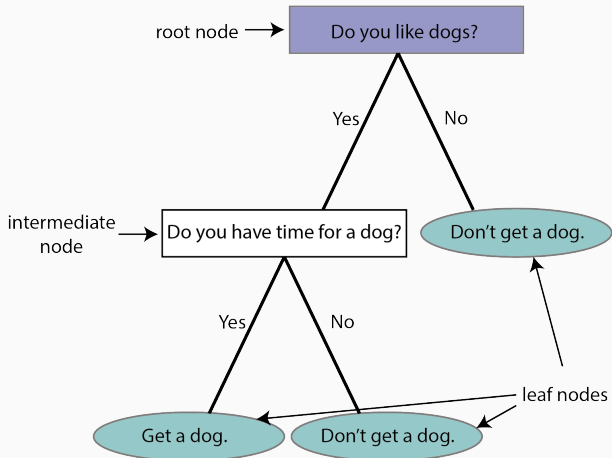 root node
Do you like dogs?
Yes
No
intermediate
node
Do you have time for a dog?
Don't get a dog.
Yes
No
leaf nodes
Get a dog.
Don't get a dog.